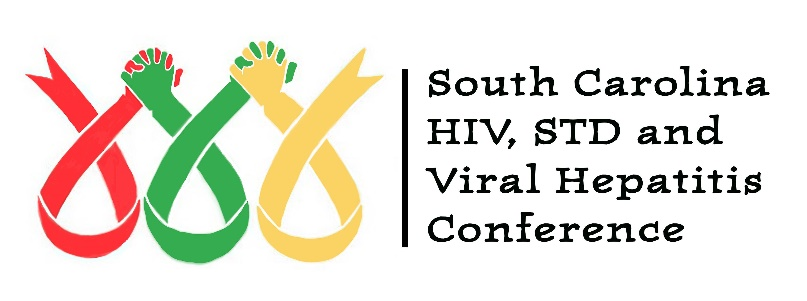 South Carolina
HIV, STD and
Viral Hepatitis
Conference